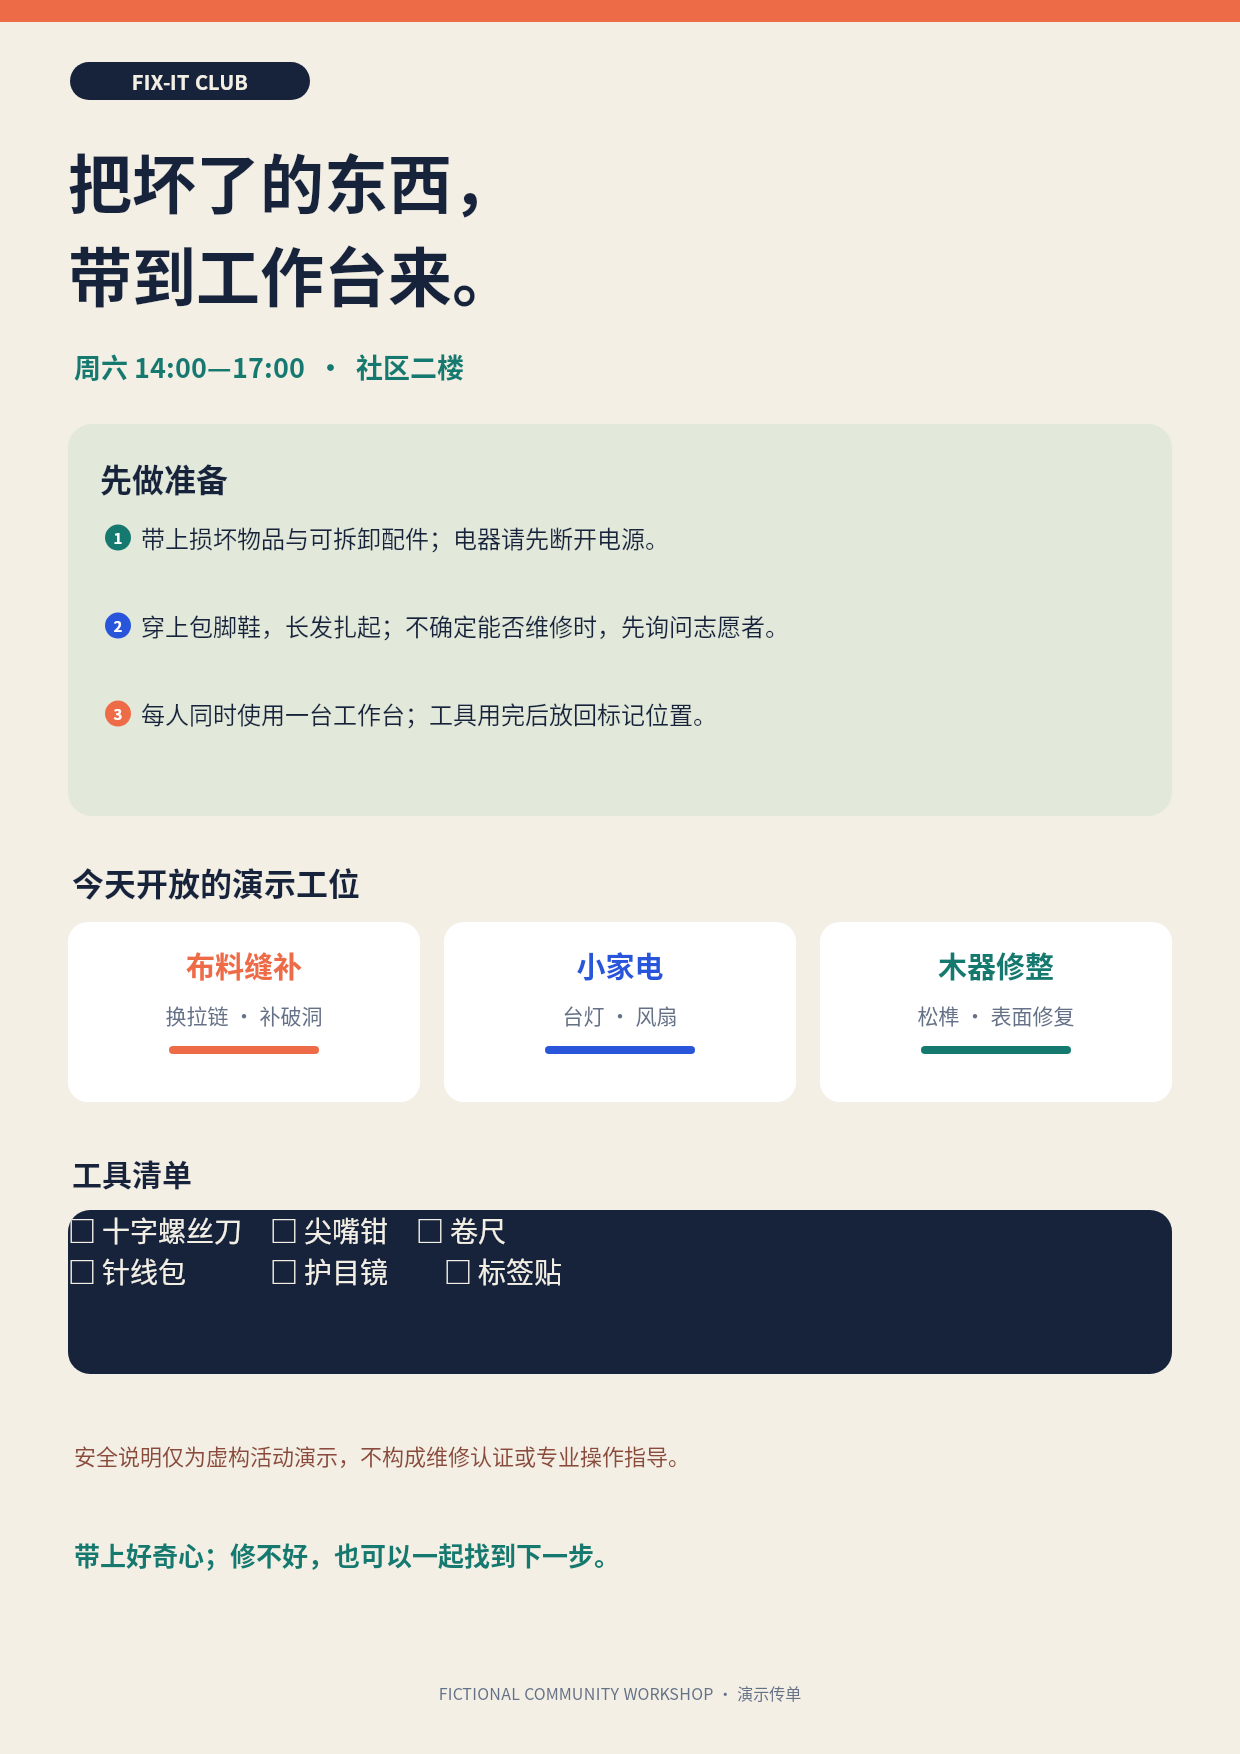 FIX-IT CLUB
把坏了的东西，
带到工作台来。
周六 14:00—17:00 · 社区二楼
先做准备
1 带上损坏物品与可拆卸配件；电器请先断开电源。
2 穿上包脚鞋，长发扎起；不确定能否维修时，先询问志愿者。
3 每人同时使用一台工作台；工具用完后放回标记位置。
今天开放的演示工位
布料缝补
换拉链 · 补破洞
小家电
台灯 · 风扇
木器修整
松榫 · 表面修复
工具清单
□ 十字螺丝刀 □ 尖嘴钳 □ 卷尺
□ 针线包 □ 护目镜 □ 标签贴
安全说明仅为虚构活动演示，不构成维修认证或专业操作指导。
带上好奇心；修不好，也可以一起找到下一步。
FICTIONAL COMMUNITY WORKSHOP · 演示传单